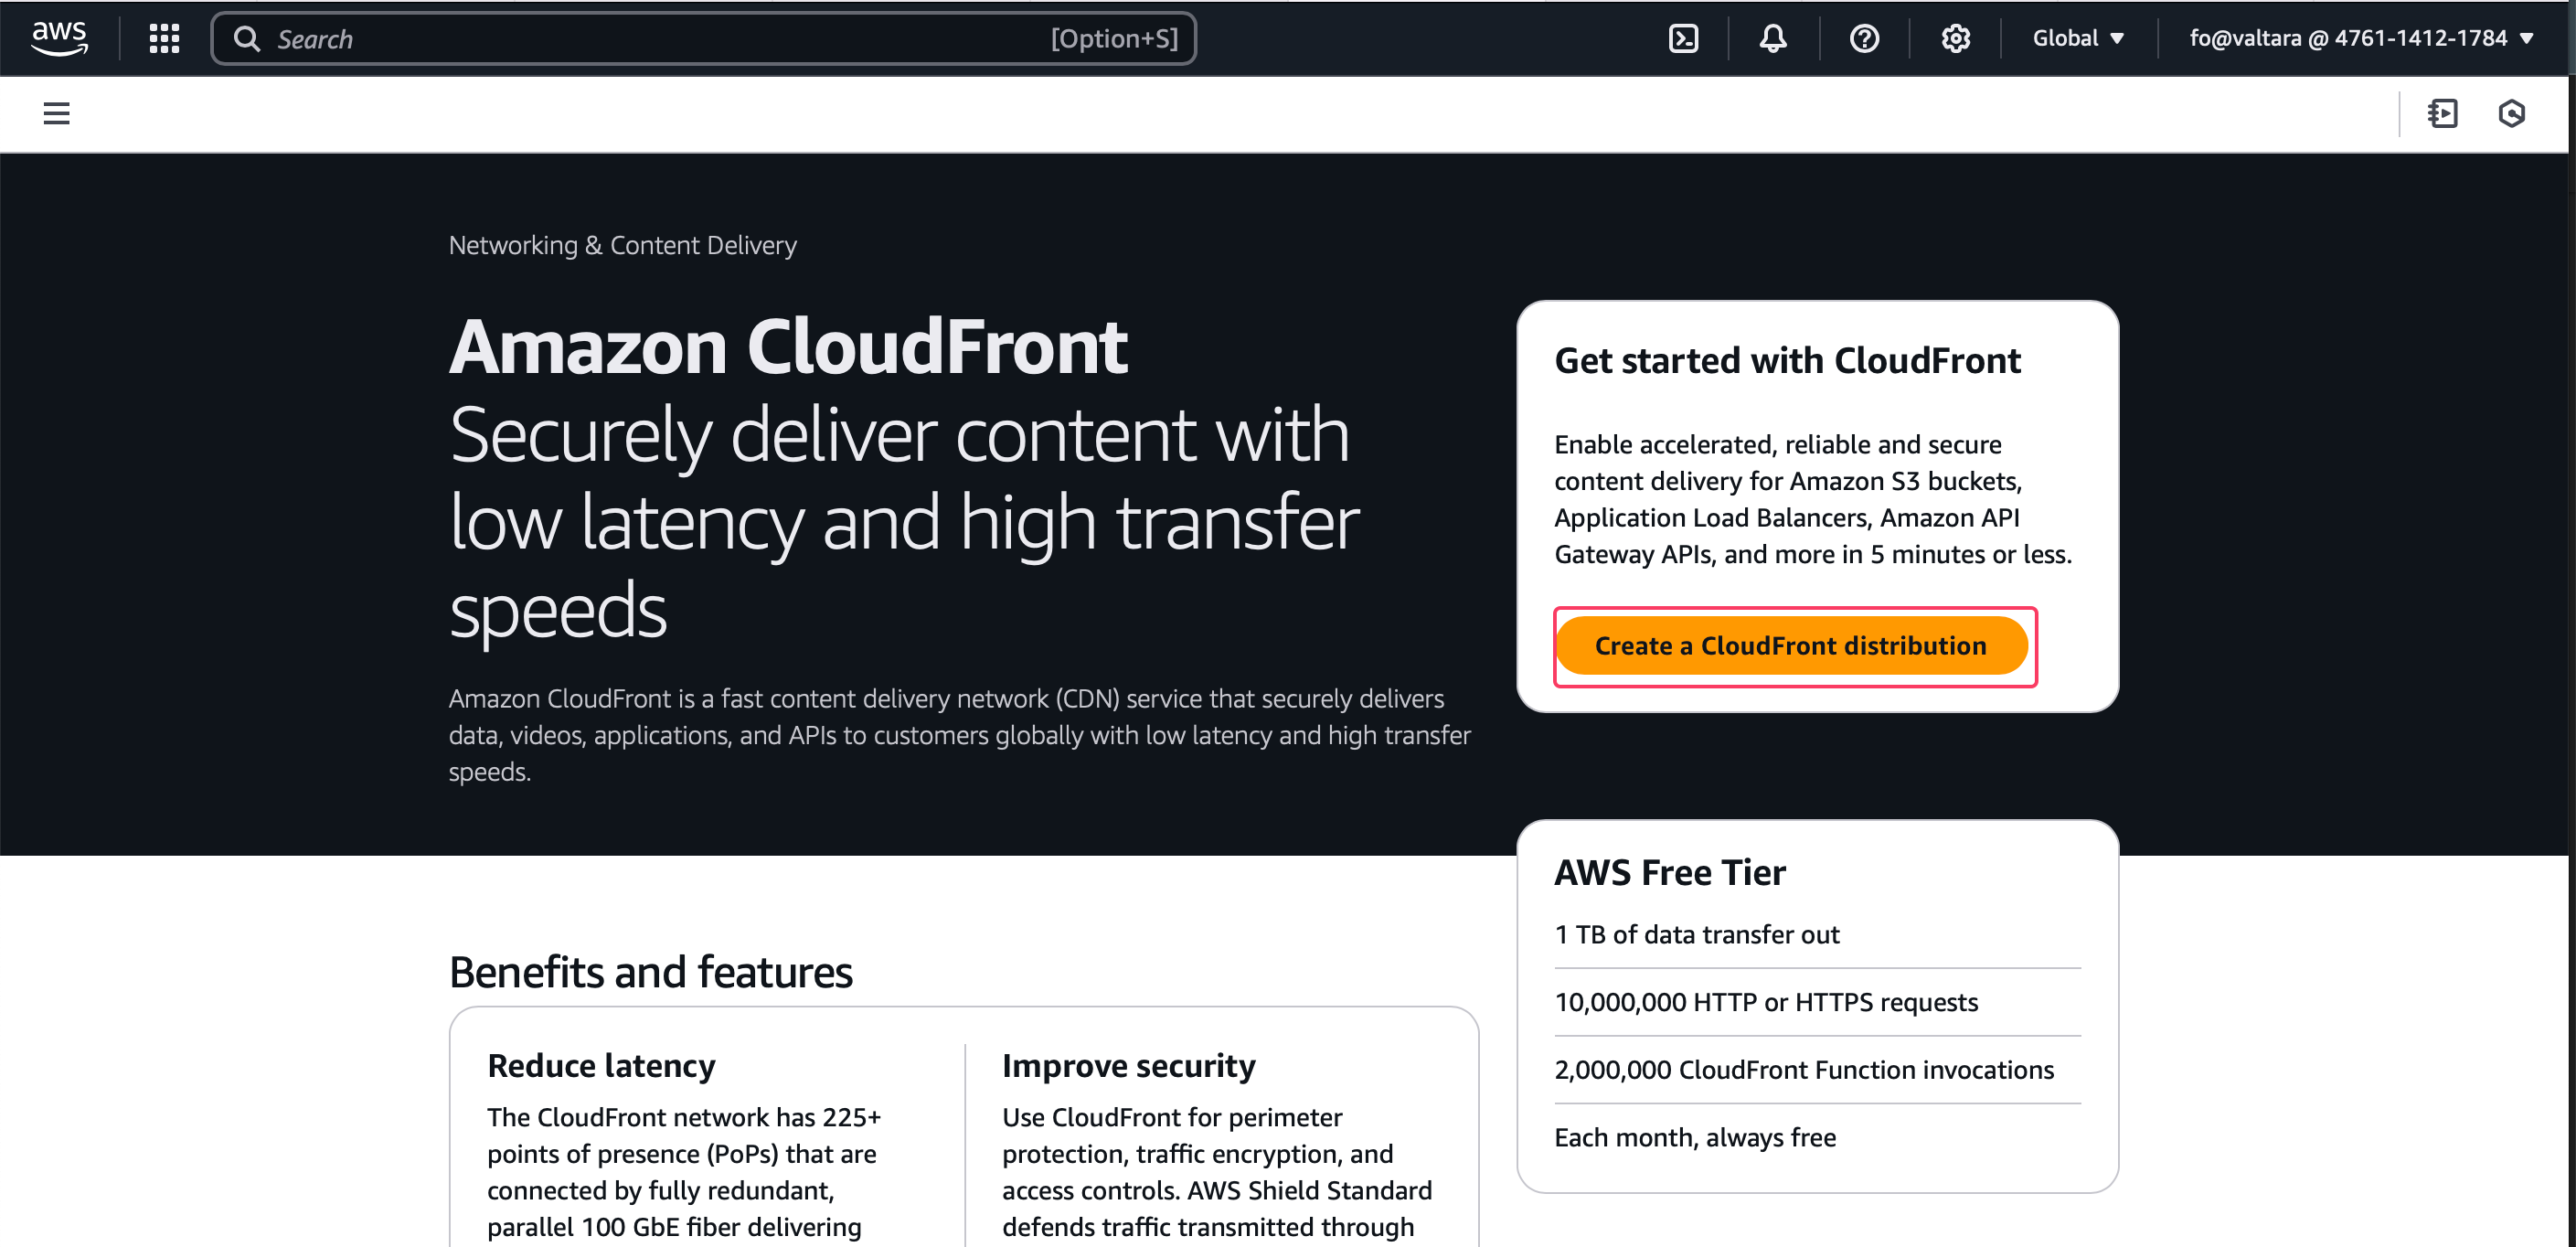 aws
Search [Option+S]
Global
fo@valtara @ 4761-1412-1784
Networking & Content Delivery
Amazon CloudFront
Securely deliver content with
low latency and high transfer
speeds
Amazon CloudFront is a fast content delivery network (CDN) service that securely delivers
data, videos, applications, and APIs to customers globally with low latency and high transfer
speeds.
Get started with CloudFront
Enable accelerated, reliable and secure
content delivery for Amazon S3 buckets,
Application Load Balancers, Amazon API
Gateway APIs, and more in 5 minutes or less.
Create a CloudFront distribution
AWS Free Tier
1 TB of data transfer out
10,000,000 HTTP or HTTPS requests
2,000,000 CloudFront Function invocations
Each month, always free
Benefits and features
Reduce latency
The CloudFront network has 225+
points of presence (PoPs) that are
connected by fully redundant,
parallel 100 GbE fiber delivering
Improve security
Use CloudFront for perimeter
protection, traffic encryption, and
access controls. AWS Shield Standard
defends traffic transmitted through